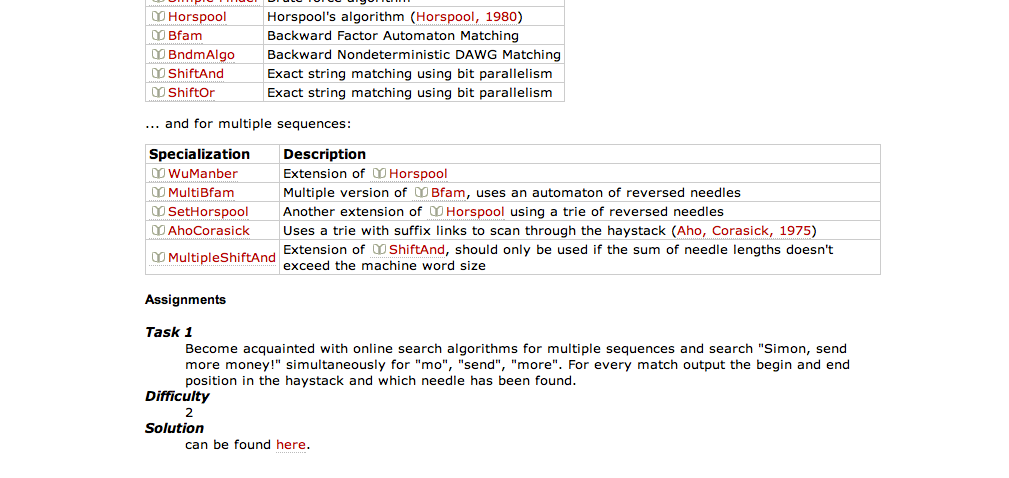 Horspool Horspool's algorithm (Horspool, 1980)
Bfam Backward Factor Automaton Matching
BndmAlgo Backward Nondeterministic DAWG Matching
ShiftAnd Exact string matching using bit parallelism
ShiftOr Exact string matching using bit parallelism
... and for multiple sequences:
Specialization Description
WuManber Extension of Horspool
MultiBfam Multiple version of Bfam, uses an automaton of reversed needles
SetHorspool Another extension of Horspool using a trie of reversed needles
AhoCorasick Uses a trie with suffix links to scan through the haystack (Aho, Corasick, 1975)
MultipleShiftAnd Extension of ShiftAnd, should only be used if the sum of needle lengths doesn't
exceed the machine word size
Assignments
Task 1
Become acquainted with online search algorithms for multiple sequences and search "Simon, send
more money!" simultaneously for "mo", "send", "more". For every match output the begin and end
position in the haystack and which needle has been found.
Difficulty
2
Solution
can be found here.